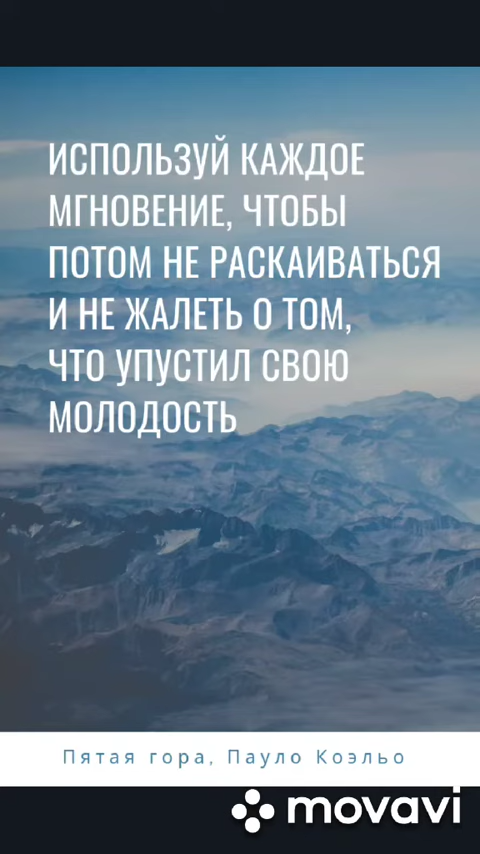 ИСПОЛЬЗУЙ КАЖДОЕ
МГНОВЕНИЕ, ЧТОБЫ
ПОТОМ НЕ РАСКАИВАТЬСЯ
И НЕ ЖАЛЕТЬ О ТОМ,
ЧТО УПУСТИЛ СВОЮ
МОЛОДОСТЬ
Пятая гора, Пауло Коэльо
movavi